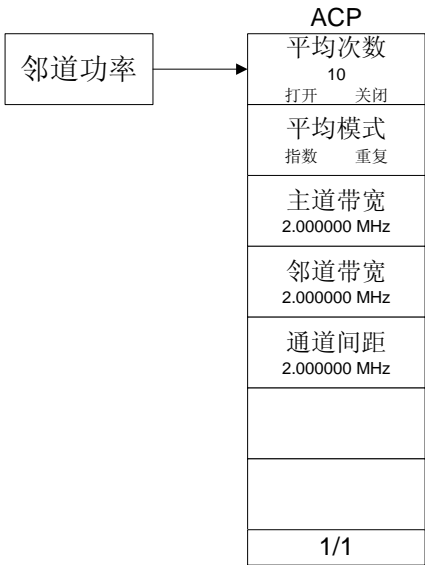 ACP
邻道功率
平均次数
10
打开 关闭
平均模式
指数 重复
主道带宽
2.000000 MHz
邻道带宽
2.000000 MHz
通道间距
2.000000 MHz
1/1